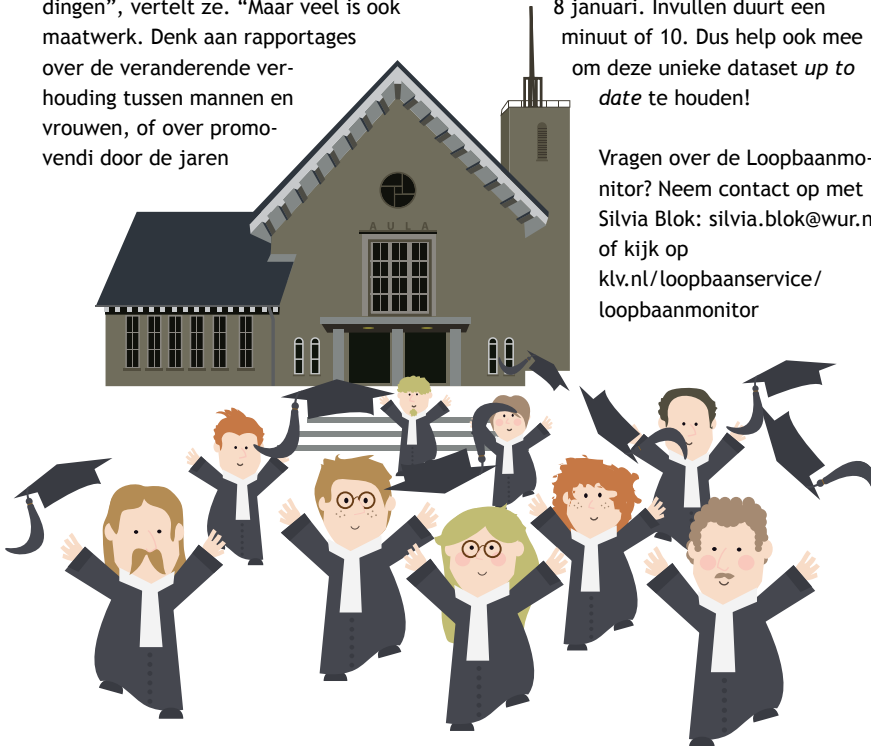 dingen”, vertelt ze. “Maar veel is ook
maatwerk. Denk aan rapportages
over de veranderende ver-
houding tussen mannen en
vrouwen, of over promo-
vendi door de jaren
8 januari. Invullen duurt een
minuut of 10. Dus help ook mee
om deze unieke dataset up to
date te houden!
Vragen over de Loopbaanmo-
nitor? Neem contact op met
Silvia Blok: silvia.blok@wur.n
of kijk op
klv.nl/loopbaanservice/
loopbaanmonitor
AULA